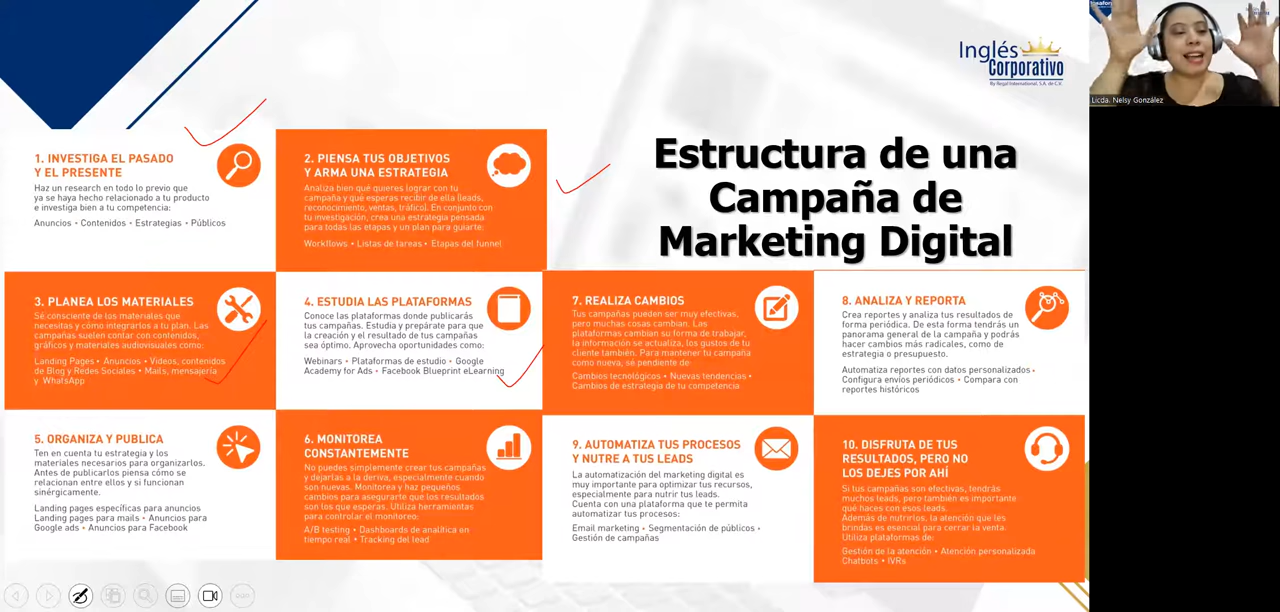 Inglés
Corporativo
By Regal International, S.A. de C.V.
Licda. Nelsy González
Estructura de una
Campaña de
Marketing Digital
1. INVESTIGA EL PASADO
Y EL PRESENTE
Haz un research en todo lo previo que
ya se haya hecho relacionado a tu producto
e investiga bien a tu competencia:
Anuncios • Contenidos • Estrategias • Públicos
2. PIENSA TUS OBJETIVOS
Y ARMA UNA ESTRATEGIA
Analiza bien qué quieres lograr con tu
campaña y qué esperas recibir de ella (leads,
reconocimiento, ventas, tráfico). En conjunto con
tu investigación, crea una estrategia pensada
para todas las etapas y un plan para guiarte:
Workflows • Listas de tareas • Etapas del funnel
3. PLANEA LOS MATERIALES
Sé consciente de los materiales que
necesitas y cómo integrarlos a tu plan. Las
campañas suelen contar con contenidos,
gráficos y materiales audiovisuales como:
Landing Pages • Anuncios • Videos, contenidos
de Blog y Redes Sociales • Mails, mensajería
y WhatsApp
4. ESTUDIA LAS PLATAFORMAS
Conoce las plataformas donde publicarás
tus campañas. Estudia y prepárate para que
la creación y el resultado de tus campañas
sea óptimo. Aprovecha oportunidades como:
Webinars • Plataformas de estudio • Google
Academy for Ads • Facebook Blueprint eLearning
5. ORGANIZA Y PUBLICA
Ten en cuenta tu estrategia y los
materiales necesarios para organizarlos.
Antes de publicarlos piensa cómo se
relacionan entre ellos y si funcionan
sinérgicamente.
Landing pages específicas para anuncios
Landing pages para mails • Anuncios para
Google ads • Anuncios para Facebook
6. MONITOREA
CONSTANTEMENTE
No puedes simplemente crear tus campañas
y dejarlas a la deriva, especialmente cuando
son nuevas. Monitorea y haz pequeños
cambios para asegurarte que los resultados
son los que esperas. Utiliza herramientas
para controlar el monitoreo:
A/B testing • Dashboards de analítica en
tiempo real • Tracking del lead
7. REALIZA CAMBIOS
Tus campañas pueden ser muy efectivas,
pero muchas cosas cambian. Las
plataformas cambian su forma de trabajar,
la información se actualiza, los gustos de tu
cliente también. Para mantener tu campaña
como nueva, sé pendiente de:
Cambios tecnológicos • Nuevas tendencias •
Cambios de estrategia de tu competencia
8. ANALIZA Y REPORTA
Crea reportes y analiza tus resultados de
forma periódica. De esta forma tendrás un
panorama general de la campaña y podrás
hacer cambios más radicales, como de
estrategia o presupuesto.
Automatiza reportes con datos personalizados •
Configura envíos periódicos • Compara con
reportes históricos
9. AUTOMATIZA TUS PROCESOS
Y NUTRE A TUS LEADS
La automatización del marketing digital es
muy importante para optimizar tus recursos,
especialmente para nutrir tus leads.
Cuenta con una plataforma que te permita
automatizar tus procesos:
Email marketing • Segmentación de públicos •
Gestión de campañas
10. DISFRUTA DE TUS
RESULTADOS, PERO NO
LOS DEJES POR AHÍ
Si tus campañas son efectivas, tendrás
muchos leads, pero también es importante
qué haces con esos leads.
Además de nutrirlos, la atención que les
brindas es esencial para cerrar la venta.
Utiliza plataformas de:
Gestión de la atención • Atención personalizada
Chatbots • IVRs